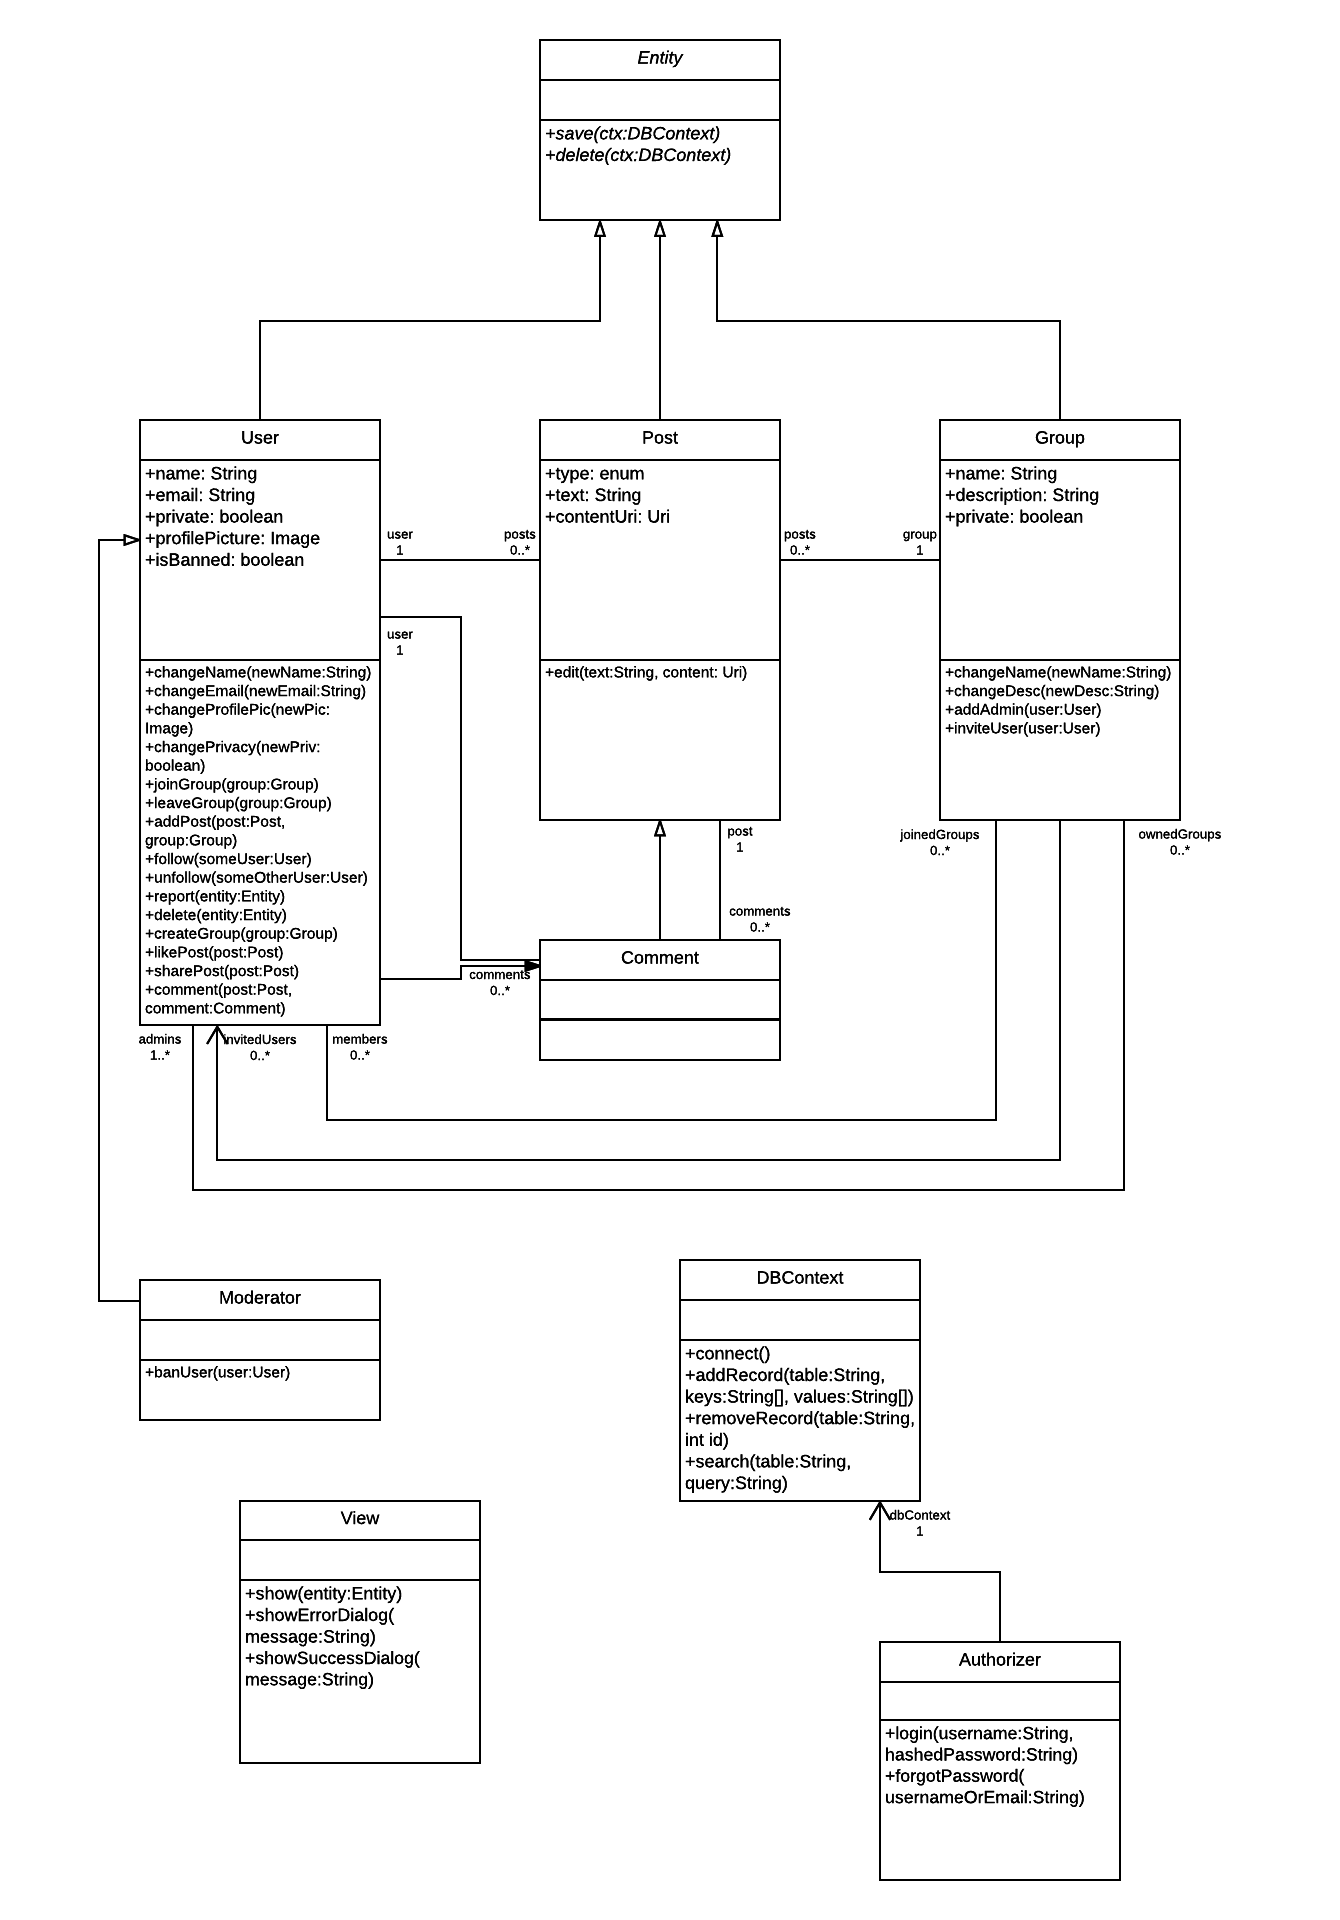 Entity
+save(ctx:DBContext)
+delete(ctx:DBContext)
User
+name: String
+email: String
+private: boolean
+profilePicture: Image
+isBanned: boolean
+changeName(newName:String)
+changeEmail(newEmail:String)
+changeProfilePic(newPic:
Image)
+changePrivacy(newPriv:
boolean)
+joinGroup(group:Group)
+leaveGroup(group:Group)
+addPost(post:Post,
group:Group)
+follow(someUser:User)
+unfollow(someOtherUser:User)
+report(entity:Entity)
+delete(entity:Entity)
+createGroup(group:Group)
+likePost(post:Post)
+sharePost(post:Post)
+comment(post:Post,
comment:Comment)
user
1
posts
0..*
user
1
Post
+type: enum
+text: String
+contentUri: Uri
+edit(text:String, content: Uri)
posts
0..*
group
1
Group
+name: String
+description: String
+private: boolean
+changeName(newName:String)
+changeDesc(newDesc:String)
+addAdmin(user:User)
+inviteUser(user:User)
post
1
comments
0..*
joinedGroups
0..*
ownedGroups
0..*
Comment
comments
0..*
admins
1..*
invitedUsers
0..*
members
0..*
Moderator
+banUser(user:User)
DBContext
+connect()
+addRecord(table:String,
keys:String[], values:String[])
+removeRecord(table:String,
int id)
+search(table:String,
query:String)
dbContext
1
View
+show(entity:Entity)
+showErrorDialog(
message:String)
+showSuccessDialog(
message:String)
Authorizer
+login(username:String,
hashedPassword:String)
+forgotPassword(
usernameOrEmail:String)